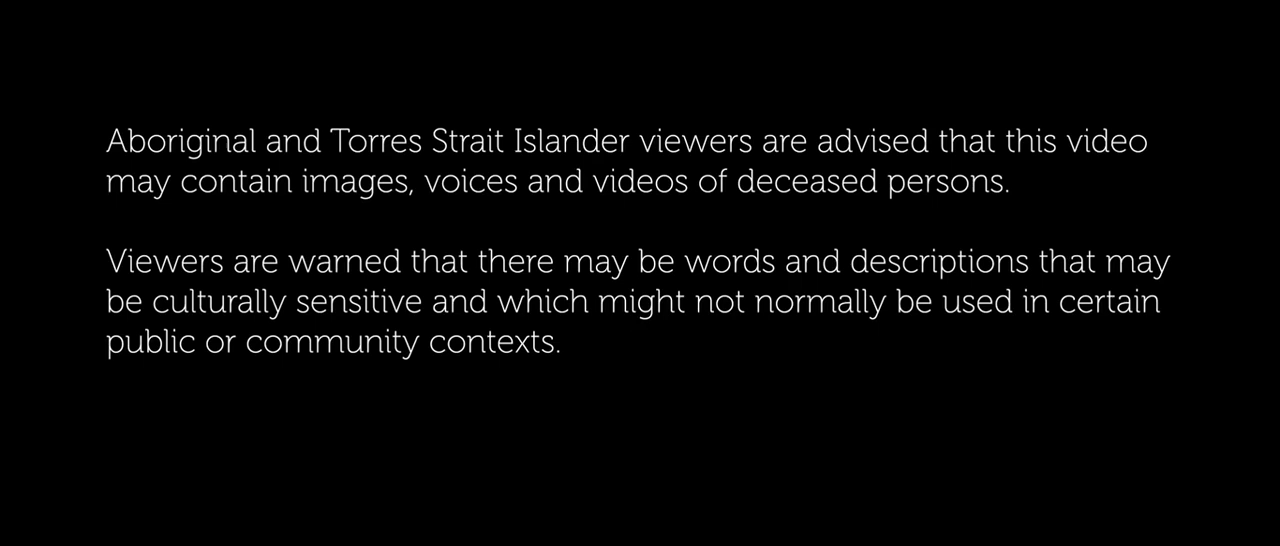 Aboriginal and Torres Strait Islander viewers are advised that this video
may contain images, voices and videos of deceased persons.
Viewers are warned that there may be words and descriptions that may
be culturally sensitive and which might not normally be used in certain
public or community contexts.